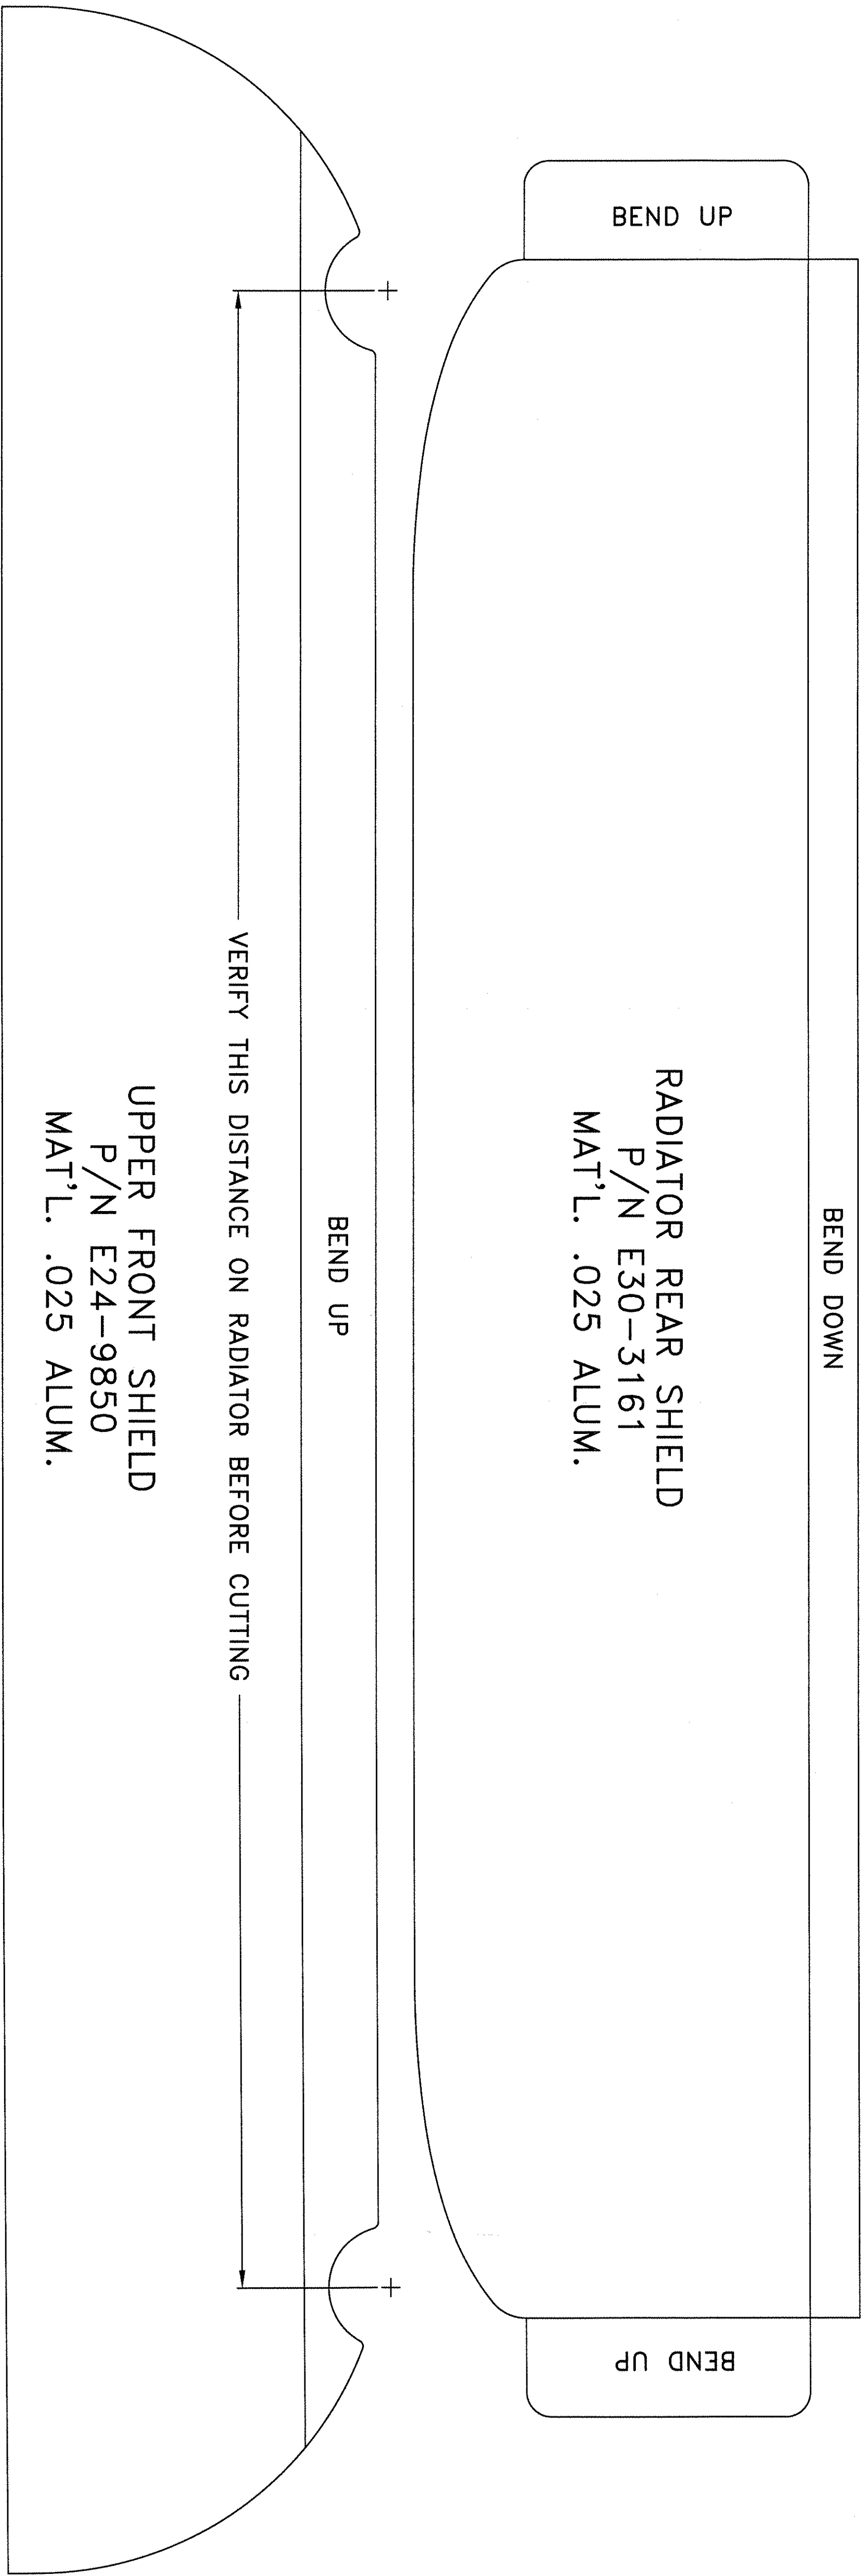 BEND UP
BEND DOWN
RADIATOR REAR SHIELD
P/N E30-3161
MAT'L. .025 ALUM.
BEND UP
BEND UP
VERIFY THIS DISTANCE ON RADIATOR BEFORE CUTTING
UPPER FRONT SHIELD
P/N E24-9850
MAT'L. .025 ALUM.